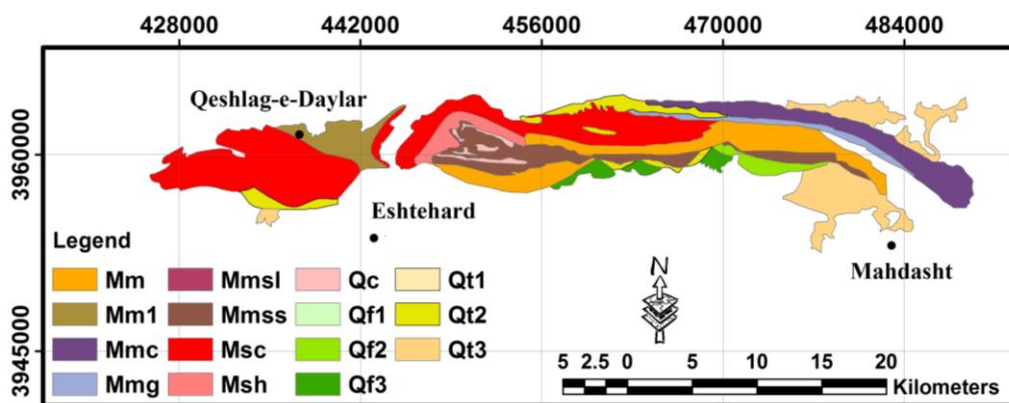 428000 442000 456000 470000 484000
Qeshlag-e-Daylar
3960000
Eshtehard
Mahdasht
N
Legend
Mm Mmsl Qc Qt1
Mm1 Mmss Qf1 Qt2
Mmc Msc Qf2 Qt3
Mmg Msh Qf3
3945000
5 2.5 0 5 10 15 20
Kilometers